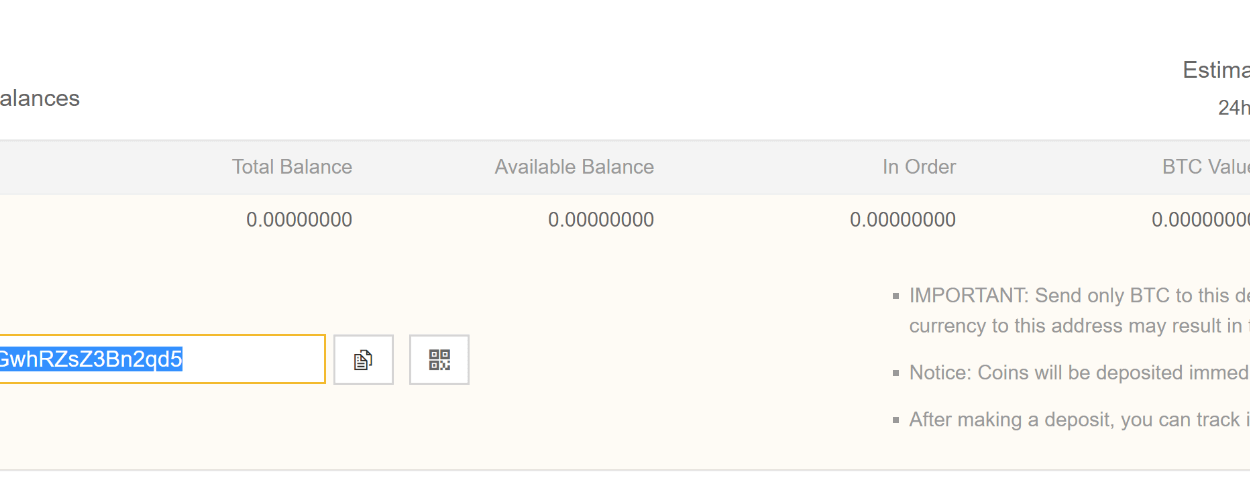 alances
Estima
24h
Total Balance Available Balance In Order BTC Value
0.00000000 0.00000000 0.00000000 0.00000000
GwhRZsZ3Bn2qd5
IMPORTANT: Send only BTC to this de
currency to this address may result in
Notice: Coins will be deposited immed
After making a deposit, you can track